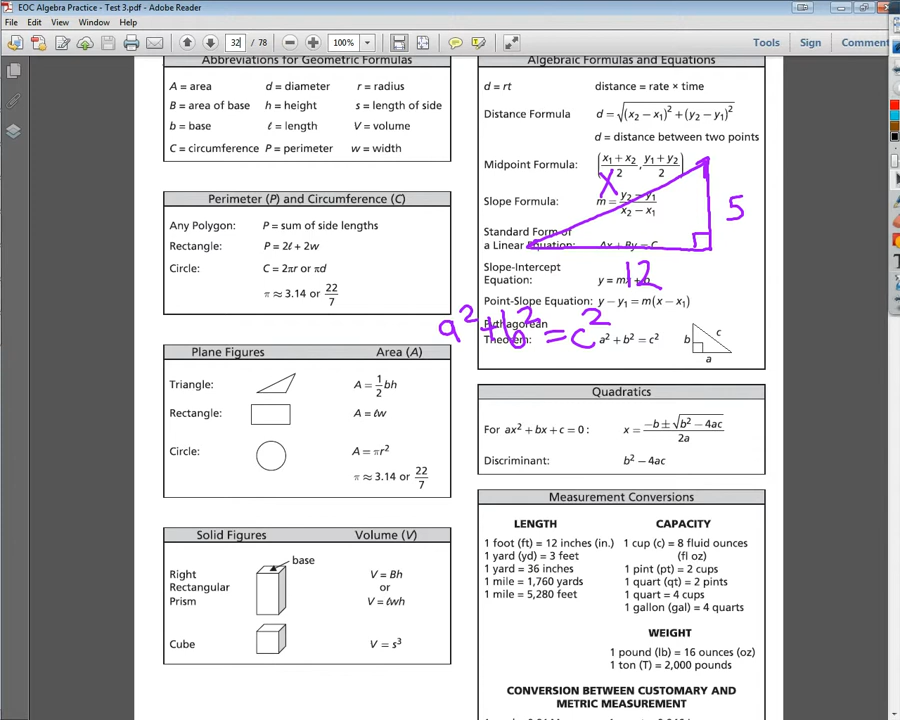 EOC Algebra Practice - Test 3.pdf - Adobe Reader
File Edit View Window Help
32 / 78 100% Tools Sign Comment
Abbreviations for Geometric Formulas
A = area d = diameter r = radius
B = area of base h = height s = length of side
b = base ℓ = length V = volume
C = circumference P = perimeter w = width
Perimeter (P) and Circumference (C)
Any Polygon: P = sum of side lengths
Rectangle: P = 2ℓ + 2w
Circle: C = 2πr or πd
π ≈ 3.14 or 22/7
Plane Figures Area (A)
Triangle: A = 1/2 bh
Rectangle: A = ℓw
Circle: A = πr²
π ≈ 3.14 or 22/7
Solid Figures Volume (V)
base
Right V = Bh
Rectangular or
Prism V = ℓwh
Cube V = s³
Algebraic Formulas and Equations
d = rt distance = rate × time
Distance Formula d = √((x₂ − x₁)² + (y₂ − y₁)²)
d = distance between two points
Midpoint Formula: ((x₁ + x₂)/2, (y₁ + y₂)/2)
X
Slope Formula: m = (y₂ − y₁)/(x₂ − x₁)
5
Standard Form of
a Linear Equation: Ax + By = C
12
Slope-Intercept
Equation: y = mx + b
Point-Slope Equation: y − y₁ = m(x − x₁)
a² + b² = c²
Pythagorean
Theorem: a² + b² = c²
b c
a
Quadratics
For ax² + bx + c = 0: x = (−b ± √(b² − 4ac))/2a
Discriminant: b² − 4ac
Measurement Conversions
LENGTH
1 foot (ft) = 12 inches (in.)
1 yard (yd) = 3 feet
1 yard = 36 inches
1 mile = 1,760 yards
1 mile = 5,280 feet
CAPACITY
1 cup (c) = 8 fluid ounces
(fl oz)
1 pint (pt) = 2 cups
1 quart (qt) = 2 pints
1 quart = 4 cups
1 gallon (gal) = 4 quarts
WEIGHT
1 pound (lb) = 16 ounces (oz)
1 ton (T) = 2,000 pounds
CONVERSION BETWEEN CUSTOMARY AND
METRIC MEASUREMENT